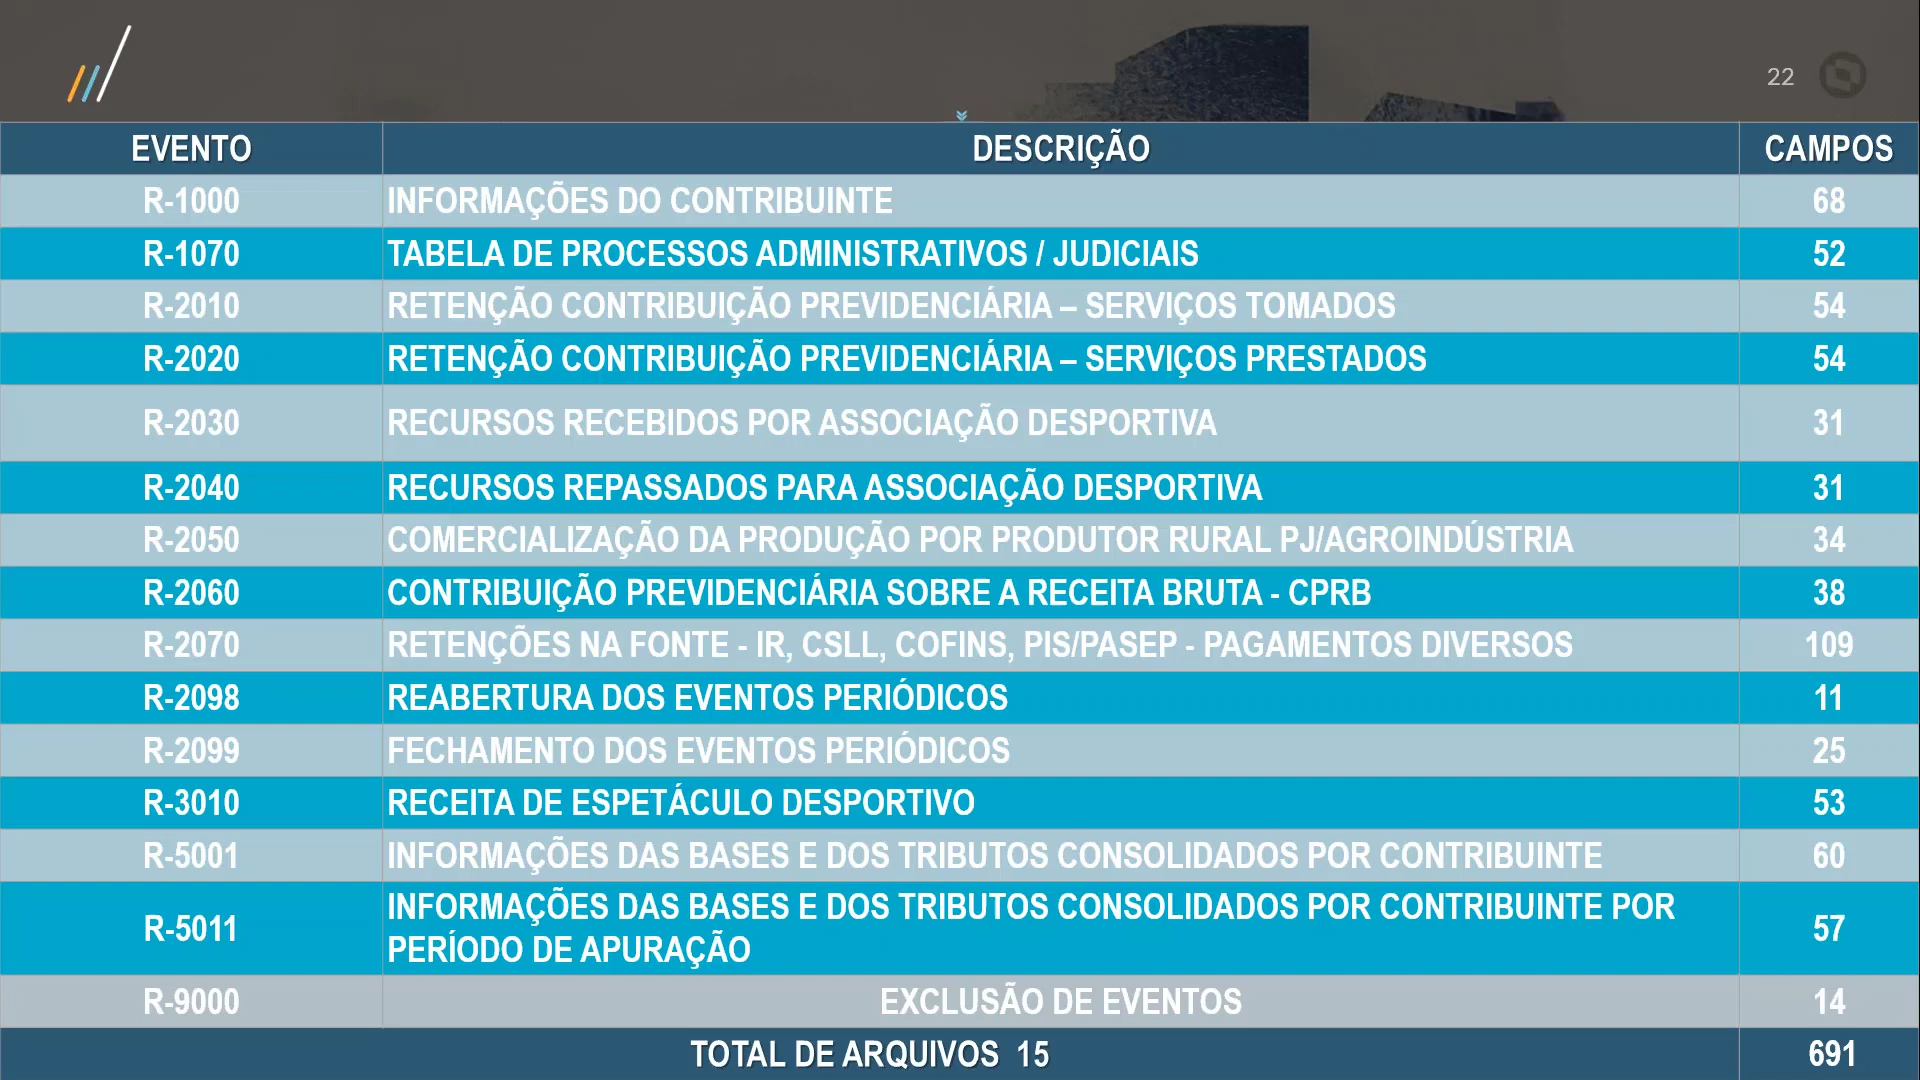 22
EVENTO DESCRIÇÃO CAMPOS
R-1000 INFORMAÇÕES DO CONTRIBUINTE 68
R-1070 TABELA DE PROCESSOS ADMINISTRATIVOS / JUDICIAIS 52
R-2010 RETENÇÃO CONTRIBUIÇÃO PREVIDENCIÁRIA – SERVIÇOS TOMADOS 54
R-2020 RETENÇÃO CONTRIBUIÇÃO PREVIDENCIÁRIA – SERVIÇOS PRESTADOS 54
R-2030 RECURSOS RECEBIDOS POR ASSOCIAÇÃO DESPORTIVA 31
R-2040 RECURSOS REPASSADOS PARA ASSOCIAÇÃO DESPORTIVA 31
R-2050 COMERCIALIZAÇÃO DA PRODUÇÃO POR PRODUTOR RURAL PJ/AGROINDÚSTRIA 34
R-2060 CONTRIBUIÇÃO PREVIDENCIÁRIA SOBRE A RECEITA BRUTA - CPRB 38
R-2070 RETENÇÕES NA FONTE - IR, CSLL, COFINS, PIS/PASEP - PAGAMENTOS DIVERSOS 109
R-2098 REABERTURA DOS EVENTOS PERIÓDICOS 11
R-2099 FECHAMENTO DOS EVENTOS PERIÓDICOS 25
R-3010 RECEITA DE ESPETÁCULO DESPORTIVO 53
R-5001 INFORMAÇÕES DAS BASES E DOS TRIBUTOS CONSOLIDADOS POR CONTRIBUINTE 60
R-5011 INFORMAÇÕES DAS BASES E DOS TRIBUTOS CONSOLIDADOS POR CONTRIBUINTE POR
PERÍODO DE APURAÇÃO 57
R-9000 EXCLUSÃO DE EVENTOS 14
TOTAL DE ARQUIVOS 15 691